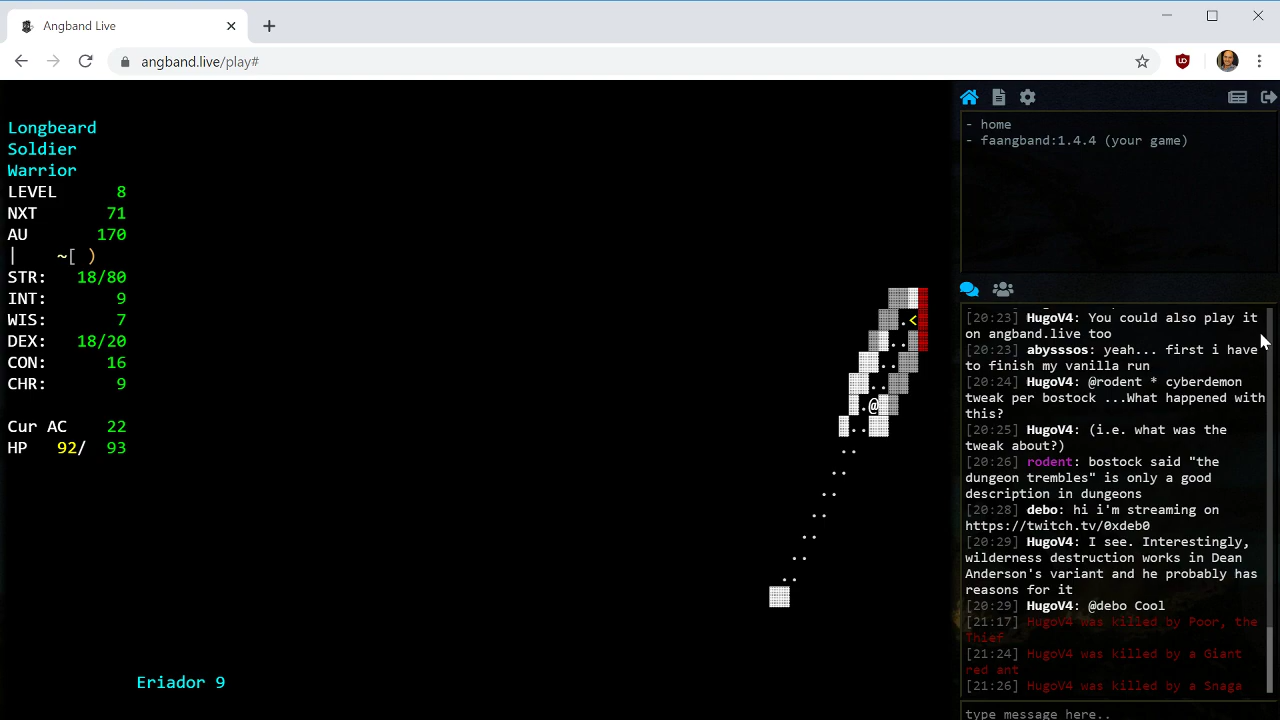 Angband Live
angband.live/play#
Longbeard
Soldier
Warrior
LEVEL 8
NXT 71
AU 170
| ~[ )
STR: 18/80
INT: 9
WIS: 7
DEX: 18/20
CON: 16
CHR: 9
Cur AC 22
HP 92/ 93
.<
..
..
..
.@
..
..
..
..
..
..
..
..
Eriador 9
- home
- faangband:1.4.4 (your game)
[20:23] HugoV4: You could also play it
on angband.live too
[20:23] abysssos: yeah... first i have
to finish my vanilla run
[20:24] HugoV4: @rodent * cyberdemon
tweak per bostock ...What happened with
this?
[20:25] HugoV4: (i.e. what was the
tweak about?)
[20:26] rodent: bostock said "the
dungeon trembles" is only a good
description in dungeons
[20:28] debo: hi i'm streaming on
https://twitch.tv/0xdeb0
[20:29] HugoV4: I see. Interestingly,
wilderness destruction works in Dean
Anderson's variant and he probably has
reasons for it
[20:29] HugoV4: @debo Cool
[21:17] HugoV4 was killed by Poor, the
Thief
[21:24] HugoV4 was killed by a Giant
red ant
[21:26] HugoV4 was killed by a Snaga
type message here..